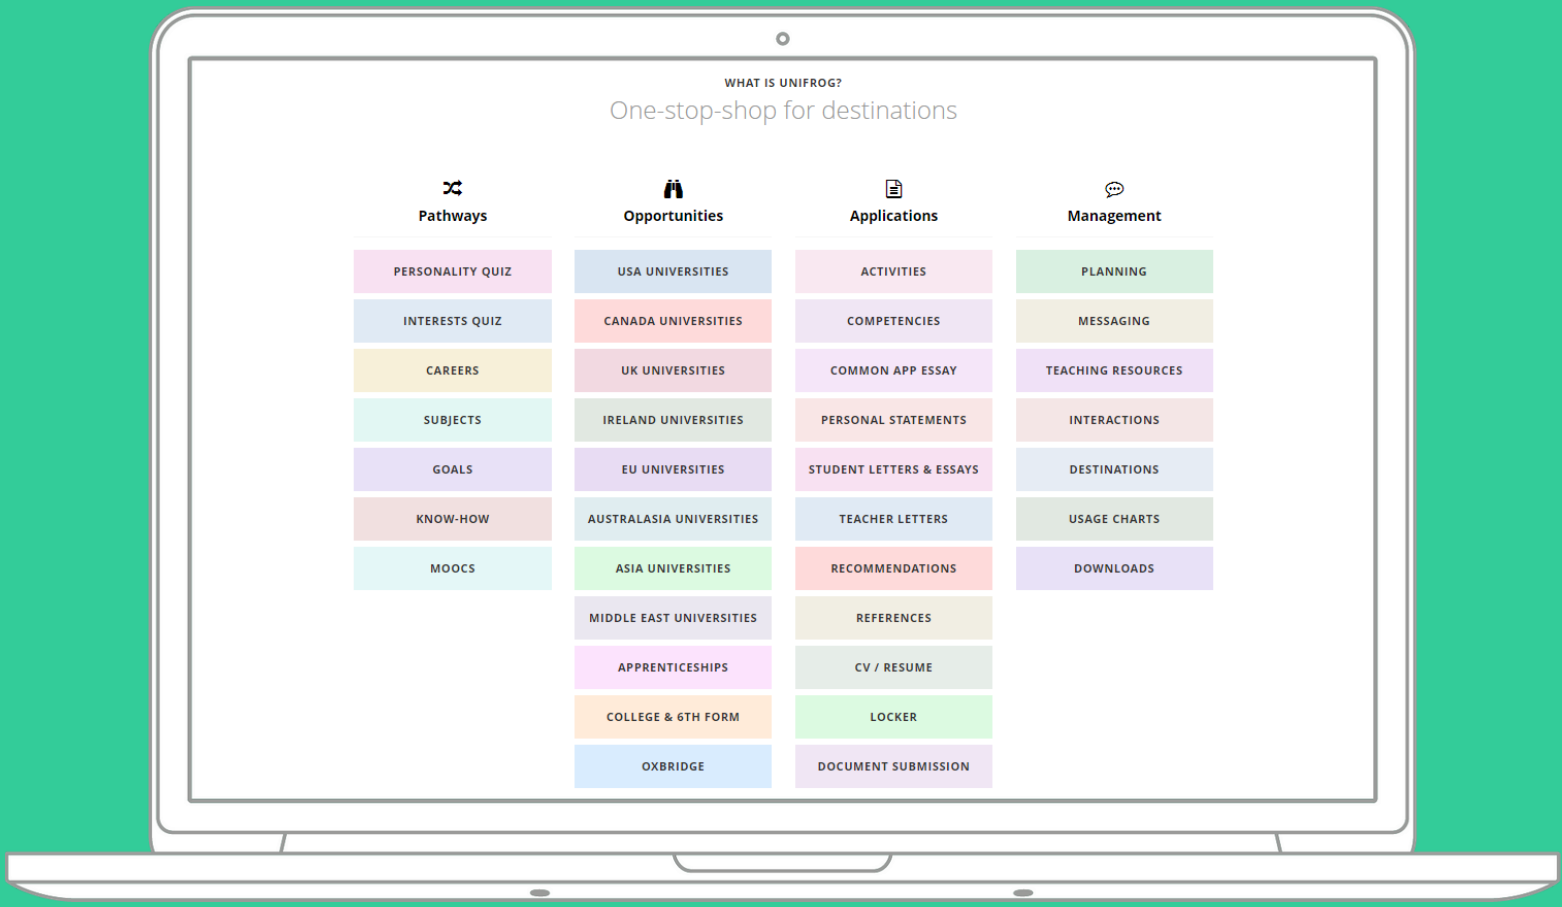 WHAT IS UNIFROG?
One-stop-shop for destinations
Pathways
PERSONALITY QUIZ
INTERESTS QUIZ
CAREERS
SUBJECTS
GOALS
KNOW-HOW
MOOCS
Opportunities
USA UNIVERSITIES
CANADA UNIVERSITIES
UK UNIVERSITIES
IRELAND UNIVERSITIES
EU UNIVERSITIES
AUSTRALASIA UNIVERSITIES
ASIA UNIVERSITIES
MIDDLE EAST UNIVERSITIES
APPRENTICESHIPS
COLLEGE & 6TH FORM
OXBRIDGE
Applications
ACTIVITIES
COMPETENCIES
COMMON APP ESSAY
PERSONAL STATEMENTS
STUDENT LETTERS & ESSAYS
TEACHER LETTERS
RECOMMENDATIONS
REFERENCES
CV / RESUME
LOCKER
DOCUMENT SUBMISSION
Management
PLANNING
MESSAGING
TEACHING RESOURCES
INTERACTIONS
DESTINATIONS
USAGE CHARTS
DOWNLOADS